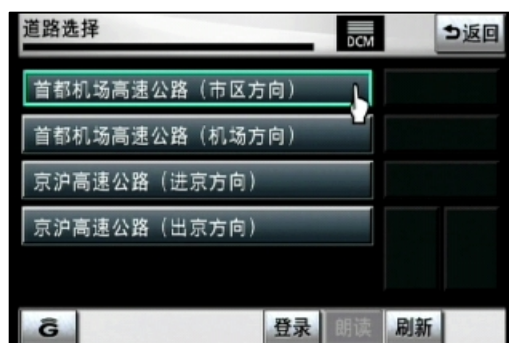 道路选择
DCM
返回
首都机场高速公路（市区方向）
首都机场高速公路（机场方向）
京沪高速公路（进京方向）
京沪高速公路（出京方向）
G 登录 朗读 刷新